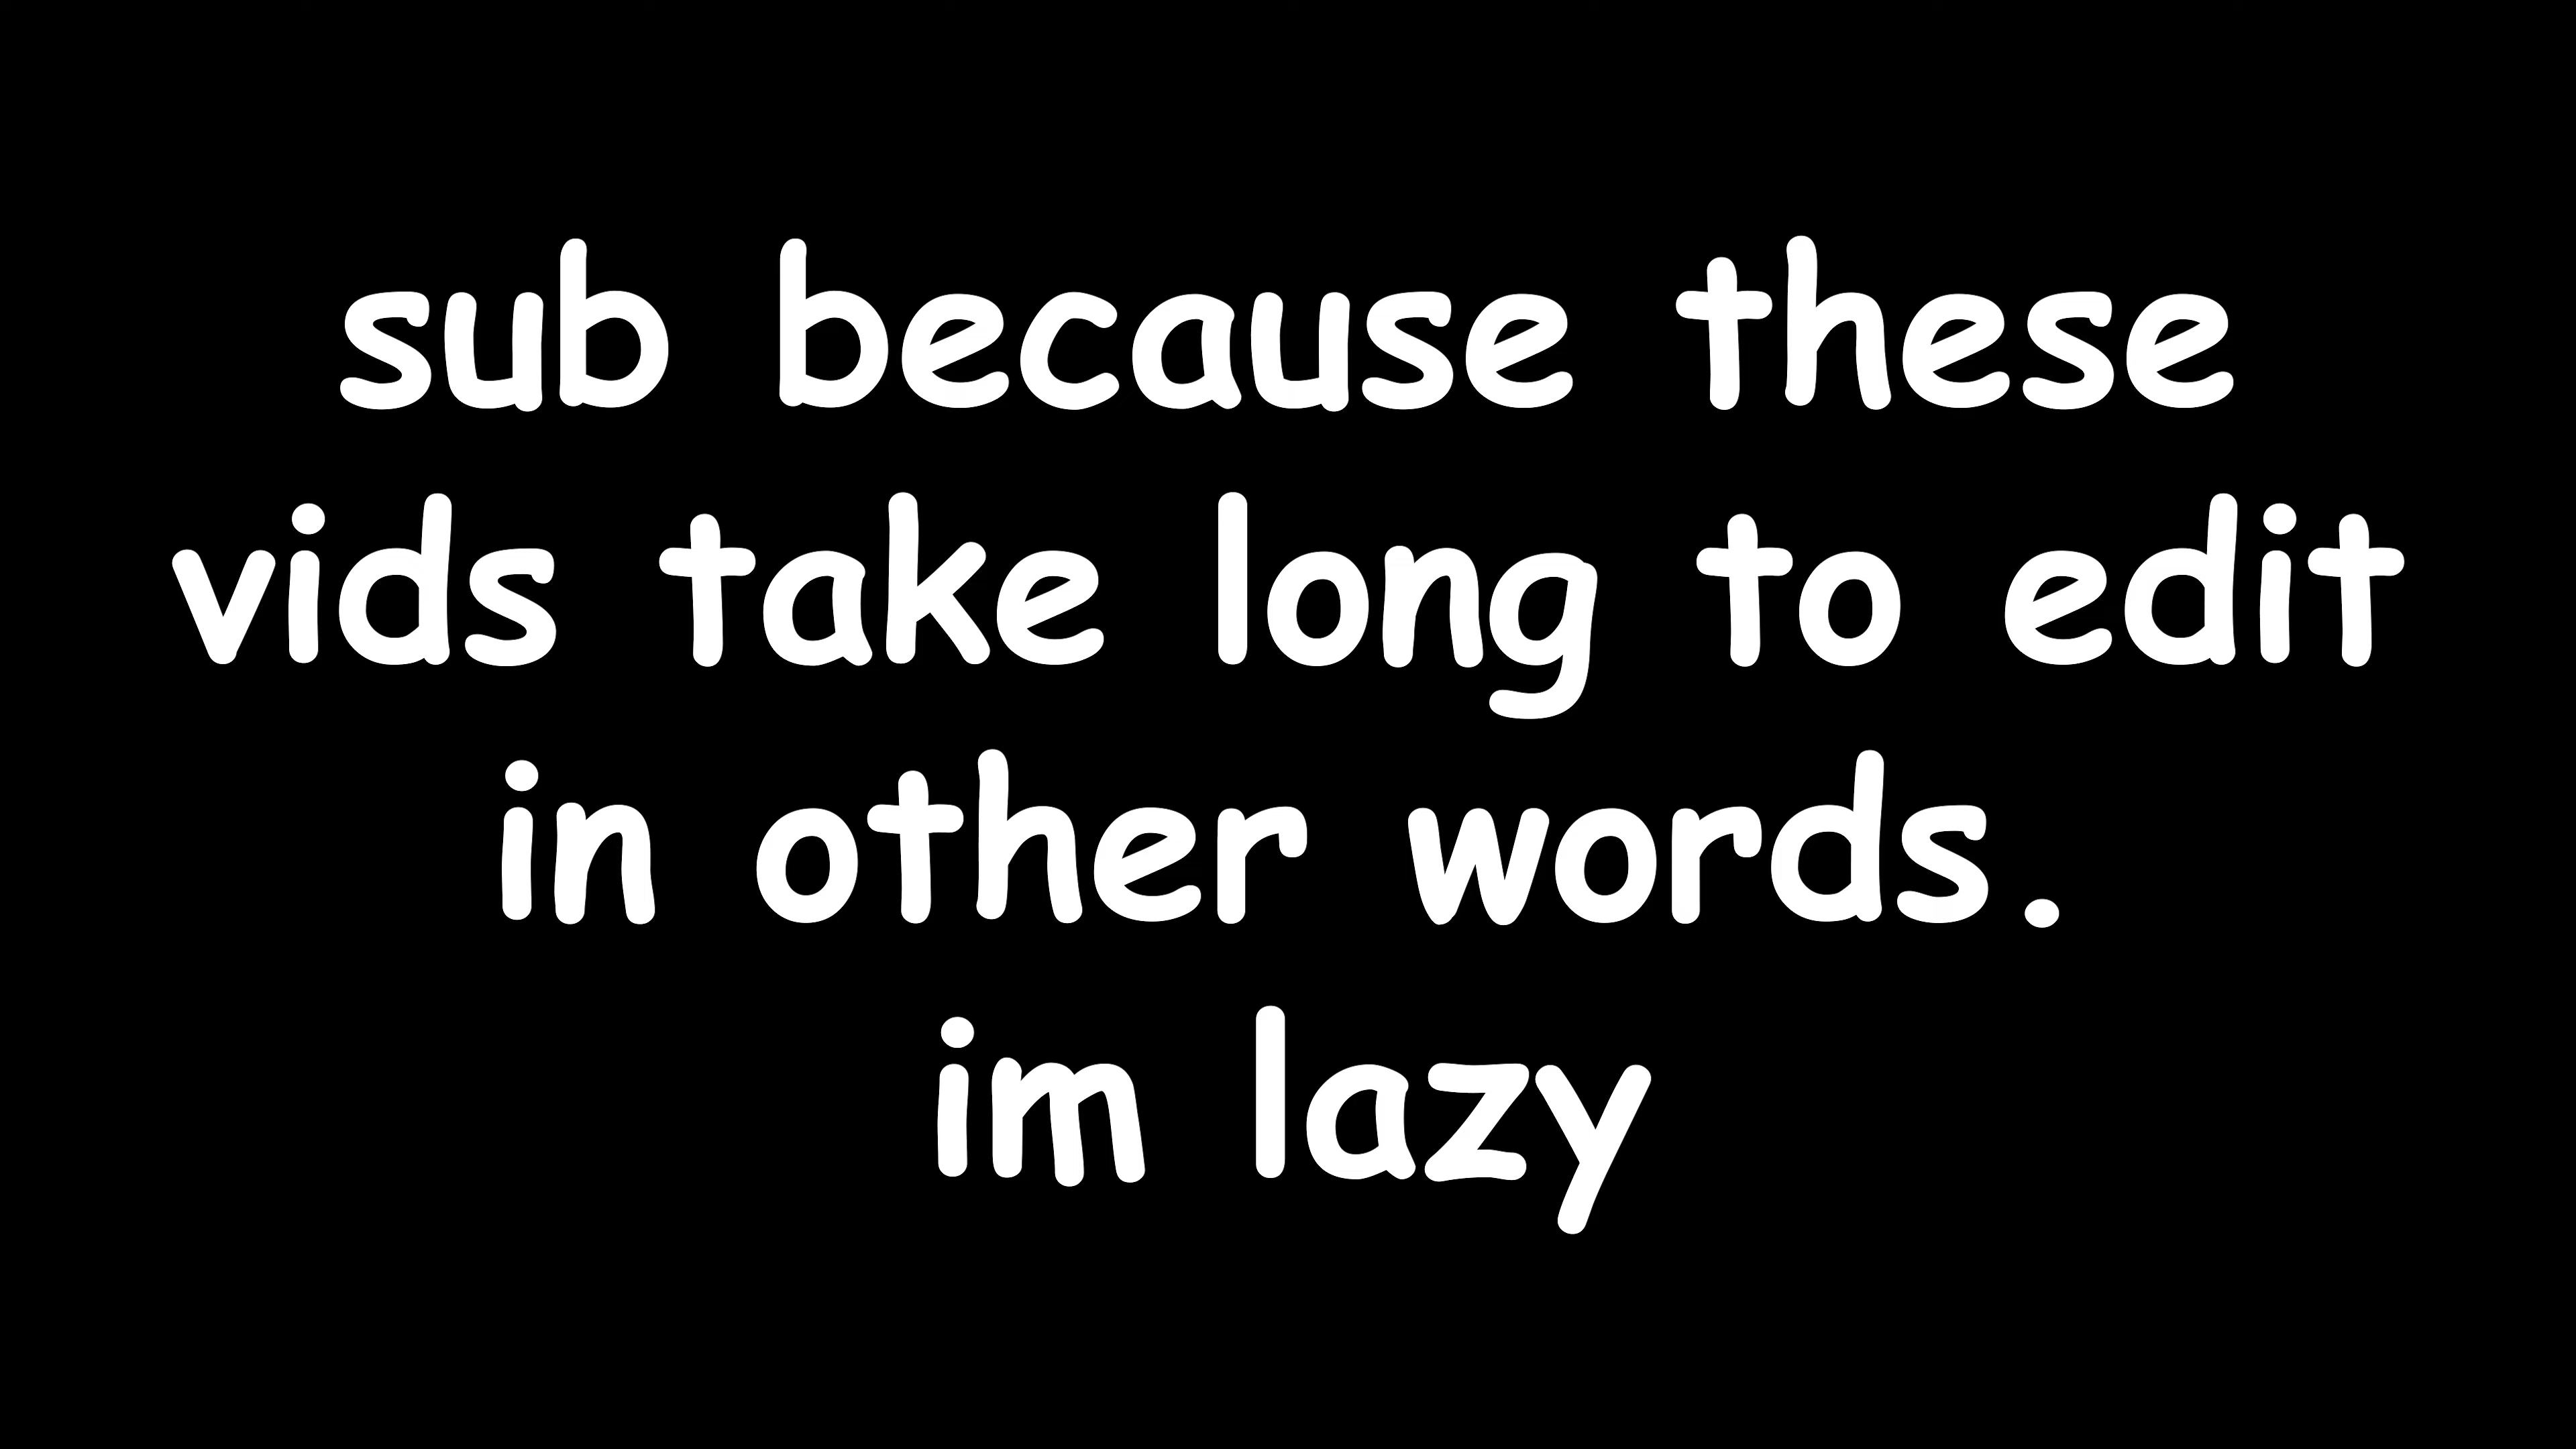 sub because these
vids take long to edit
in other words.
im lazy